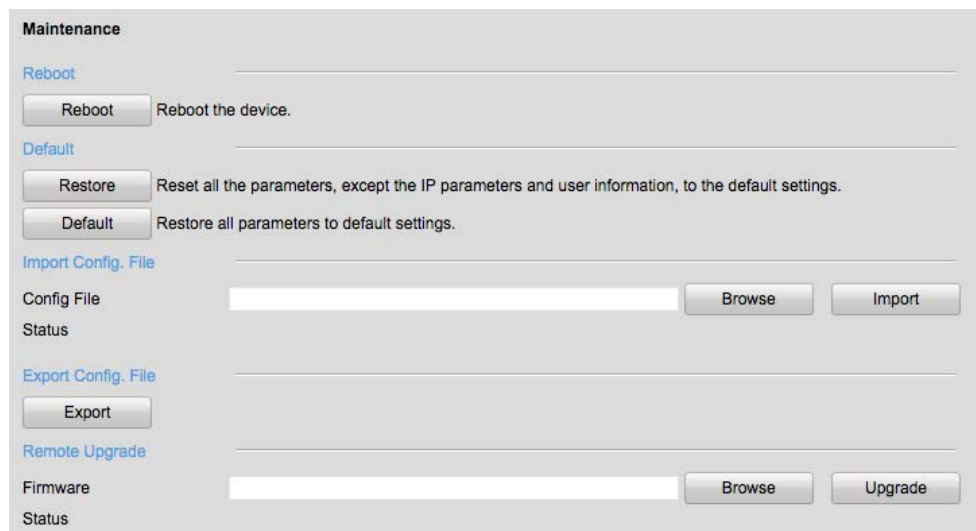 Maintenance
Reboot
Reboot Reboot the device.
Default
Restore Reset all the parameters, except the IP parameters and user information, to the default settings.
Default Restore all parameters to default settings.
Import Config. File
Config File Browse Import
Status
Export Config. File
Export
Remote Upgrade
Firmware Browse Upgrade
Status